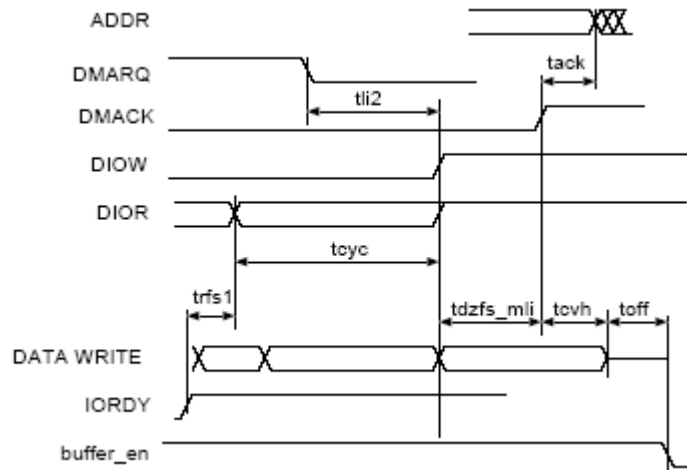 ADDR
tack
DMARQ
tli2
DMACK
DIOW
DIOR
tcyc
trfs1
tdzfs_mli
tcvh
toff
DATA WRITE
IORDY
buffer_en